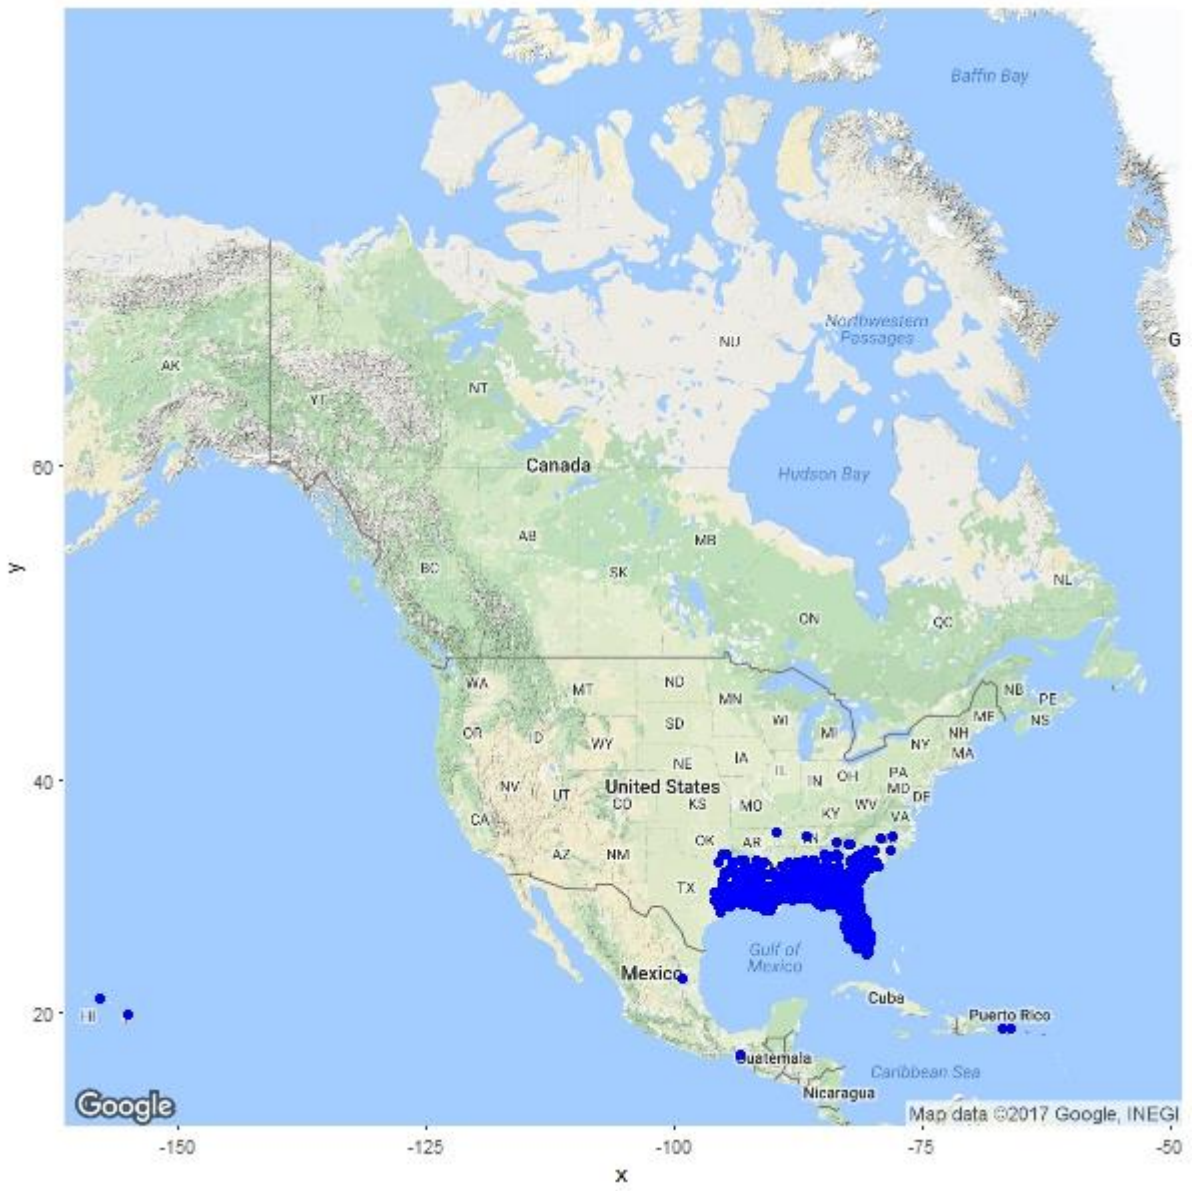 Baffin Bay
Northwestern
Passages
NU
G
AK
NT
YT
60
Canada
Hudson Bay
AB
MB
BC
SK
y
NL
ON
QC
WA
MT
ND
MN
NB
PE
ME
NS
OR
ID
SD
WI
MI
NH
WY
NY
MA
NE
IA
IL
IN
OH
PA
40
NV
UT
United States
MD
DE
CO
KS
MO
KY
WV
VA
CA
OK
AR
AZ
NM
TX
Gulf of
Mexico
Mexico
Cuba
20
HI
Puerto Rico
Guatemala
Caribbean Sea
Nicaragua
Google
Map data ©2017 Google, INEGI
-150
-125
-100
-75
-50
x